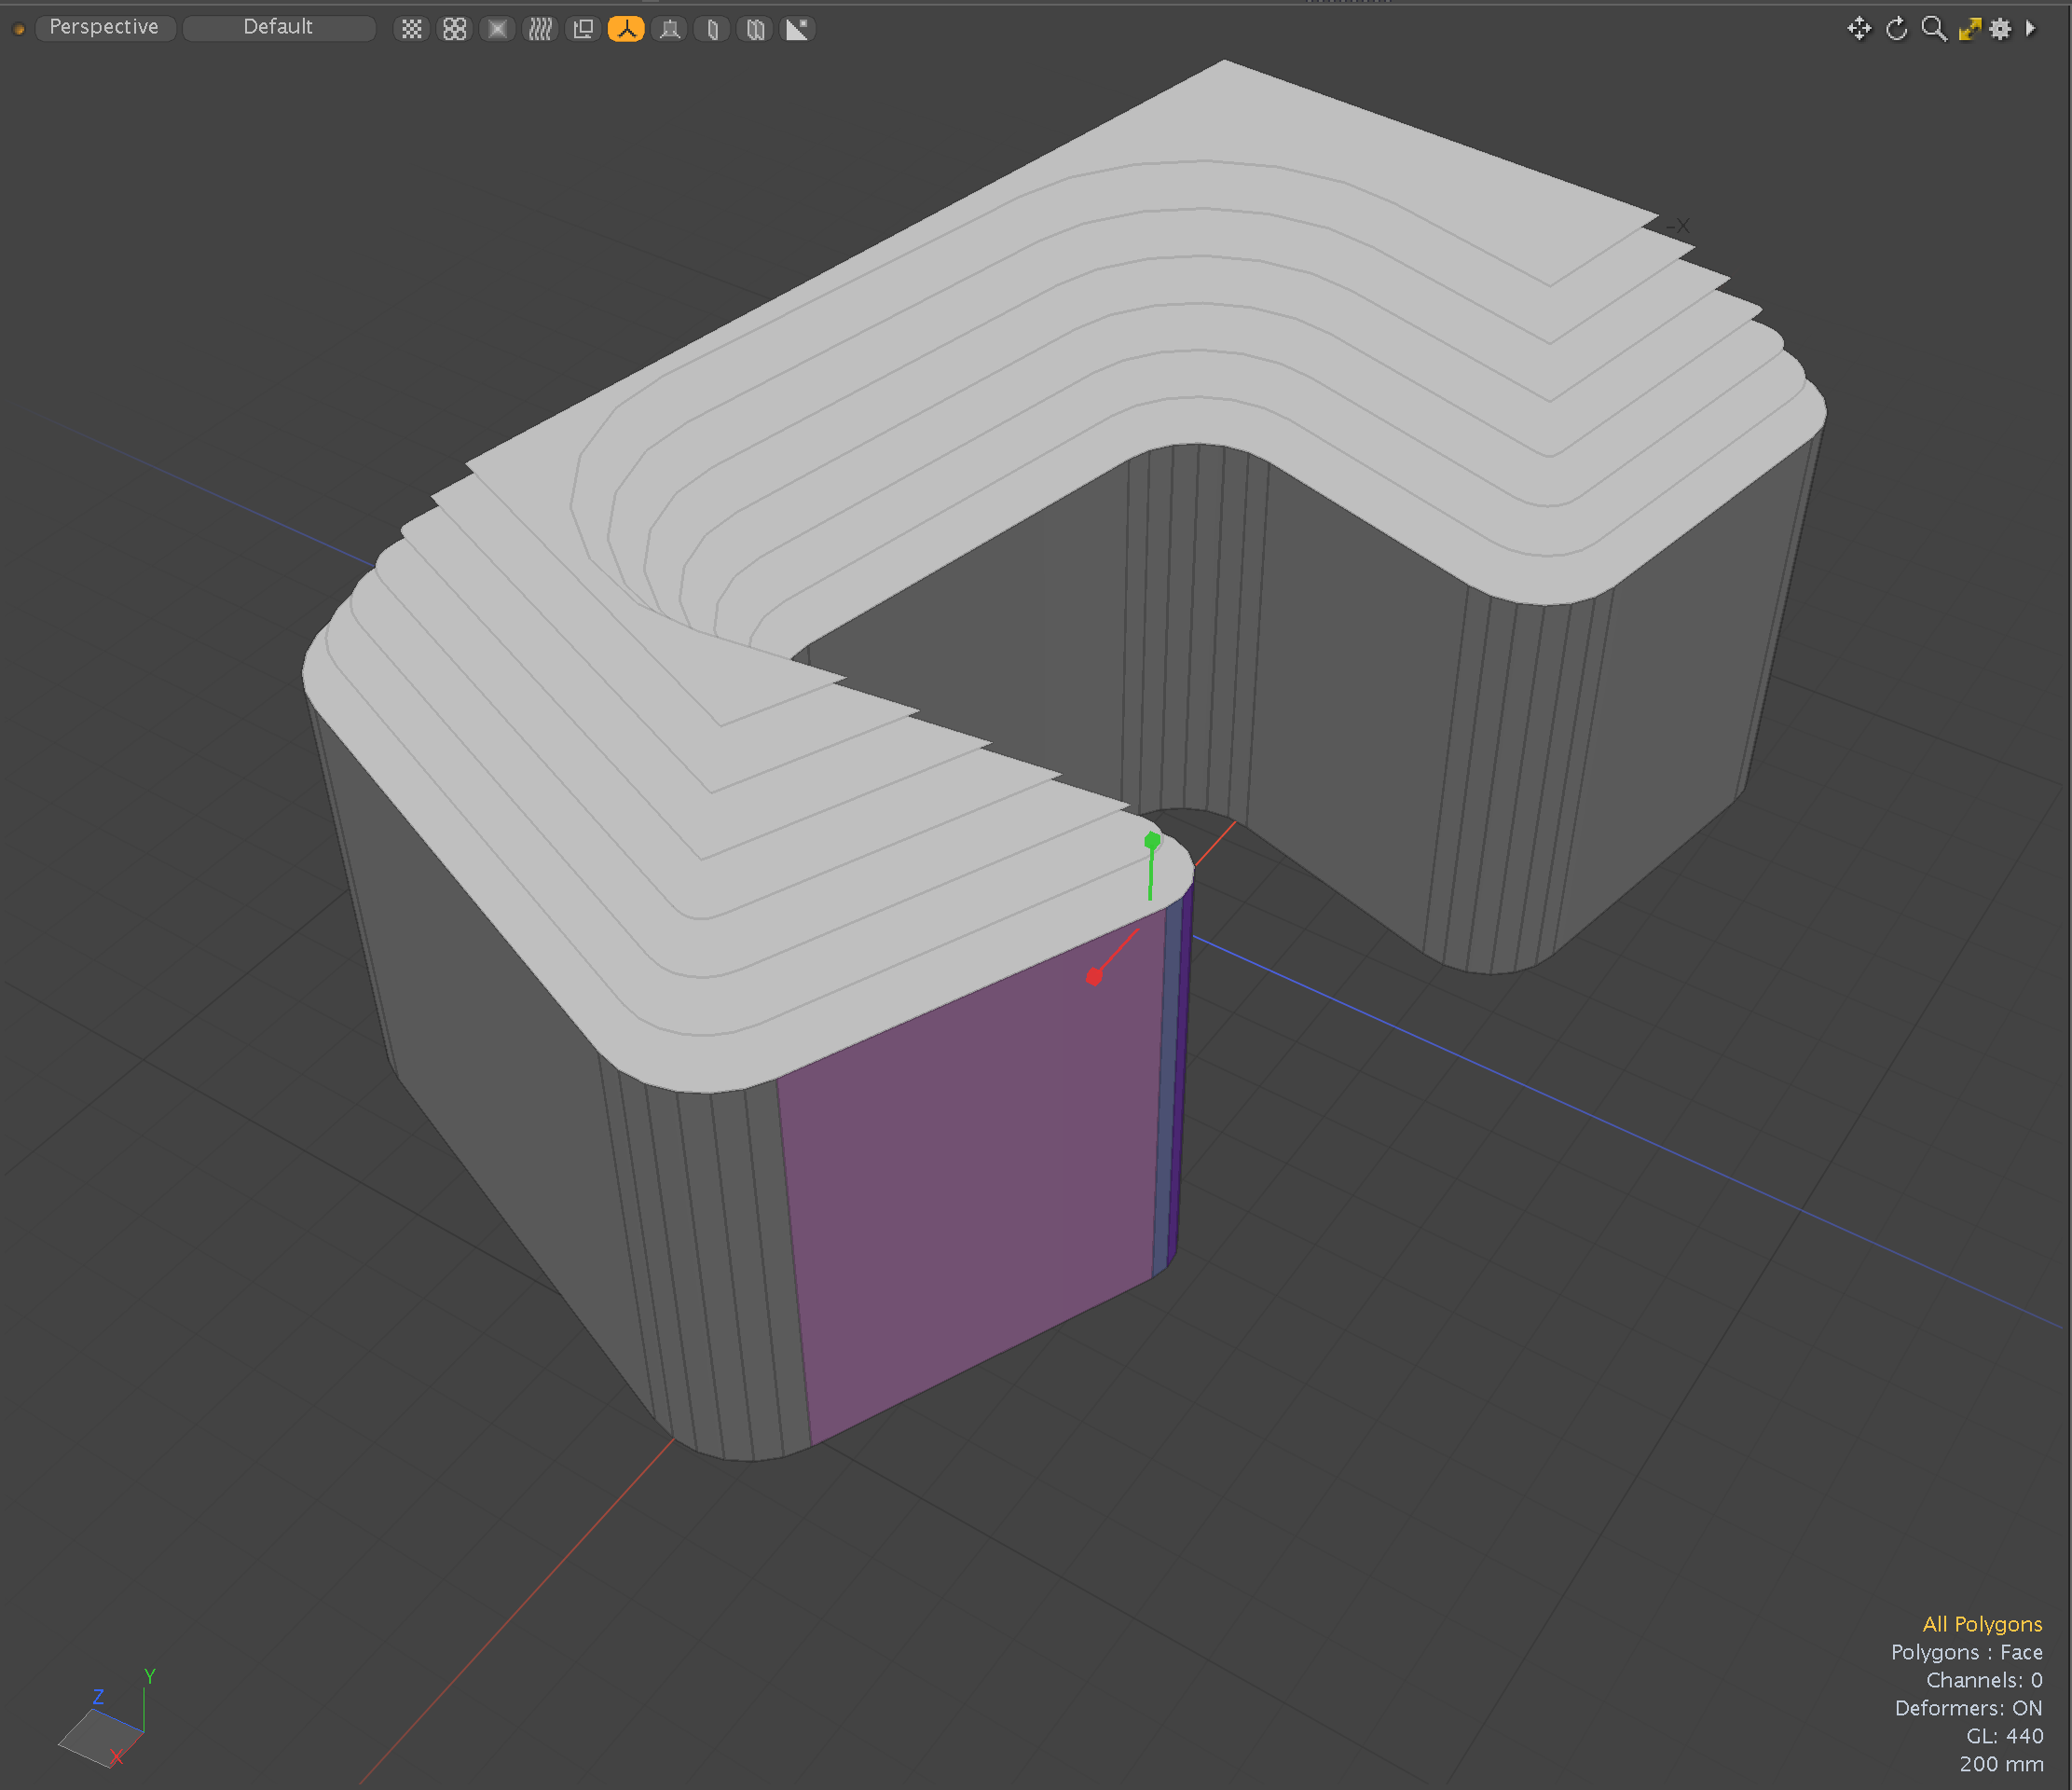 Perspective
Default
-X
Y
Z
X
All Polygons
Polygons : Face
Channels: 0
Deformers: ON
GL: 440
200 mm